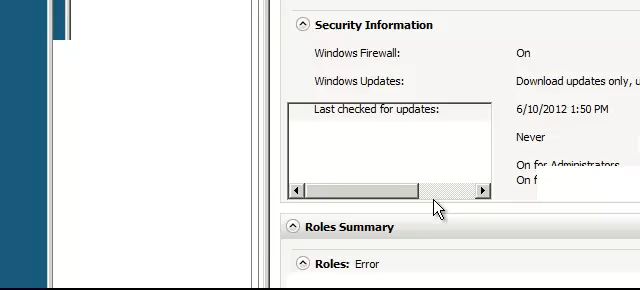 Security Information
Windows Firewall: On
Windows Updates: Download updates only, u
Last checked for updates: 6/10/2012 1:50 PM
Never
On for Administrators
On f
Roles Summary
Roles: Error